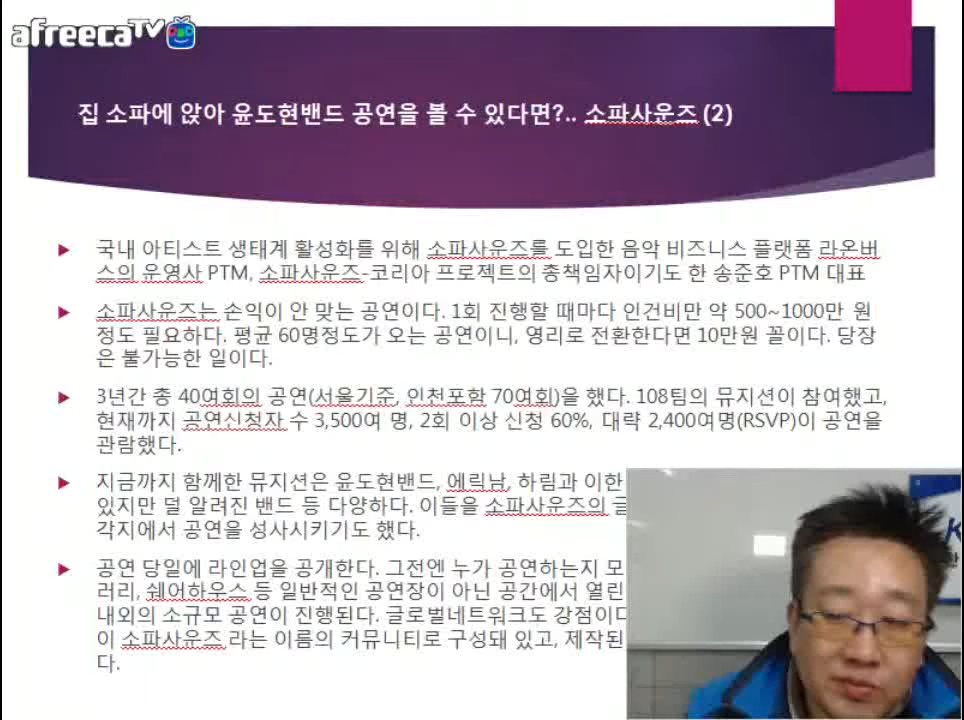 afreecaTV
집 소파에 앉아 윤도현밴드 공연을 볼 수 있다면?.. 소파사운즈 (2)
국내 아티스트 생태계 활성화를 위해 소파사운즈를 도입한 음악 비즈니스 플랫폼 라온버
스의 운영사 PTM, 소파사운즈-코리아 프로젝트의 총책임자이기도 한 송준호 PTM 대표
소파사운즈는 손익이 안 맞는 공연이다. 1회 진행할 때마다 인건비만 약 500~1000만 원
정도 필요하다. 평균 60명정도가 오는 공연이니, 영리로 전환한다면 10만원 꼴이다. 당장
은 불가능한 일이다.
3년간 총 40여회의 공연(서울기준, 인천포함 70여회)을 했다. 108팀의 뮤지션이 참여했고,
현재까지 공연신청자 수 3,500여 명, 2회 이상 신청 60%, 대략 2,400여명(RSVP)이 공연을
관람했다.
지금까지 함께한 뮤지션은 윤도현밴드, 에릭남, 하림과 이한
있지만 덜 알려진 밴드 등 다양하다. 이들을 소파사운즈의
각지에서 공연을 성사시키기도 했다.
공연 당일에 라인업을 공개한다. 그전엔 누가 공연하는지 모
러리, 쉐어하우스 등 일반적인 공연장이 아닌 공간에서 열린
내외의 소규모 공연이 진행된다. 글로벌네트워크도 강점이다
이 소파사운즈 라는 이름의 커뮤니티로 구성돼 있고, 제작된
다.